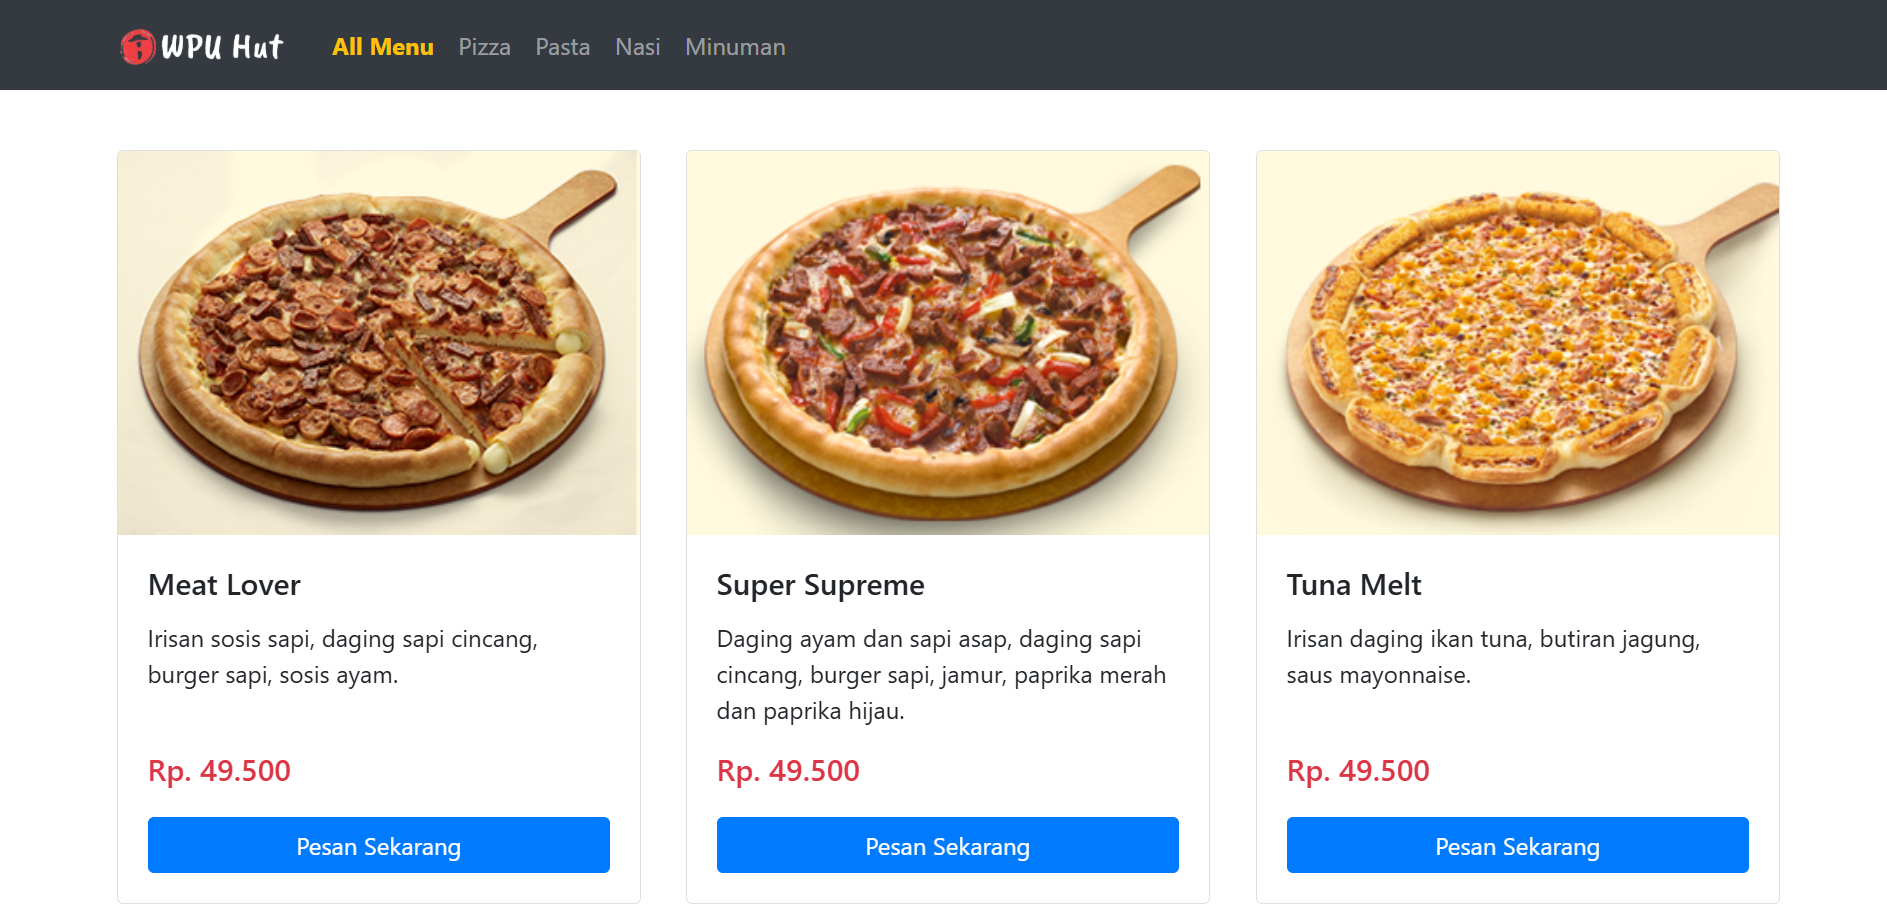 WPU Hut All Menu Pizza Pasta Nasi Minuman
Meat Lover
Irisan sosis sapi, daging sapi cincang,
burger sapi, sosis ayam.
Rp. 49.500
Pesan Sekarang
Super Supreme
Daging ayam dan sapi asap, daging sapi
cincang, burger sapi, jamur, paprika merah
dan paprika hijau.
Rp. 49.500
Pesan Sekarang
Tuna Melt
Irisan daging ikan tuna, butiran jagung,
saus mayonnaise.
Rp. 49.500
Pesan Sekarang